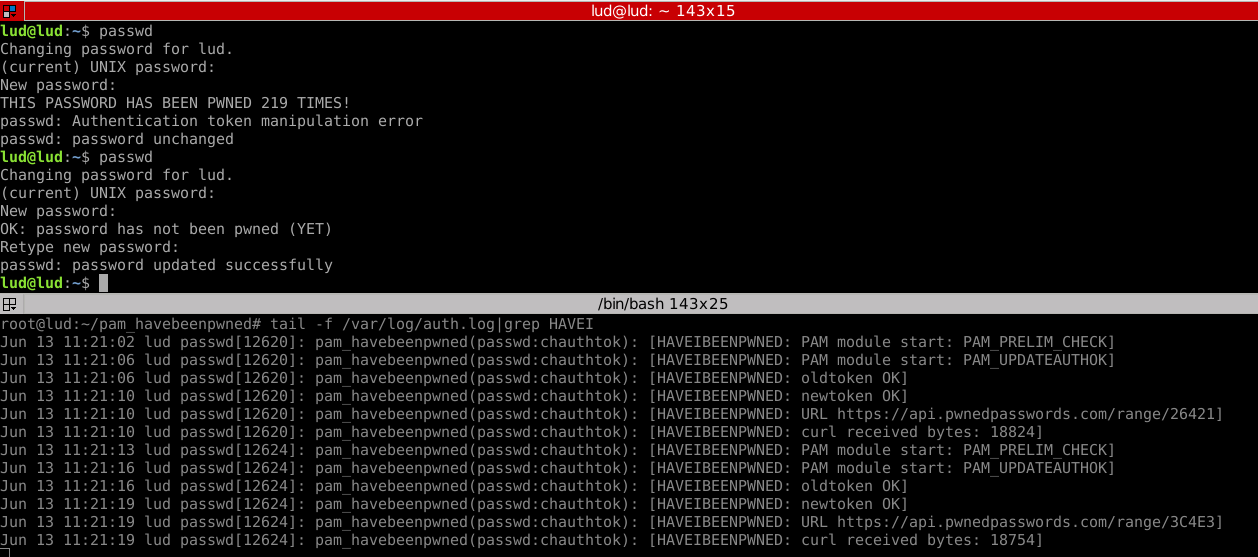 lud@lud: ~ 143x15
lud@lud:~$ passwd
Changing password for lud.
(current) UNIX password:
New password:
THIS PASSWORD HAS BEEN PWNED 219 TIMES!
passwd: Authentication token manipulation error
passwd: password unchanged
lud@lud:~$ passwd
Changing password for lud.
(current) UNIX password:
New password:
OK: password has not been pwned (YET)
Retype new password:
passwd: password updated successfully
lud@lud:~$
/bin/bash 143x25
root@lud:~/pam_havebeenpwned# tail -f /var/log/auth.log|grep HAVEI
Jun 13 11:21:02 lud passwd[12620]: pam_havebeenpwned(passwd:chauthtok): [HAVEIBEENPWNED: PAM module start: PAM_PRELIM_CHECK]
Jun 13 11:21:06 lud passwd[12620]: pam_havebeenpwned(passwd:chauthtok): [HAVEIBEENPWNED: PAM module start: PAM_UPDATEAUTHOK]
Jun 13 11:21:06 lud passwd[12620]: pam_havebeenpwned(passwd:chauthtok): [HAVEIBEENPWNED: oldtoken OK]
Jun 13 11:21:10 lud passwd[12620]: pam_havebeenpwned(passwd:chauthtok): [HAVEIBEENPWNED: newtoken OK]
Jun 13 11:21:10 lud passwd[12620]: pam_havebeenpwned(passwd:chauthtok): [HAVEIBEENPWNED: URL https://api.pwnedpasswords.com/range/26421]
Jun 13 11:21:10 lud passwd[12620]: pam_havebeenpwned(passwd:chauthtok): [HAVEIBEENPWNED: curl received bytes: 18824]
Jun 13 11:21:13 lud passwd[12624]: pam_havebeenpwned(passwd:chauthtok): [HAVEIBEENPWNED: PAM module start: PAM_PRELIM_CHECK]
Jun 13 11:21:16 lud passwd[12624]: pam_havebeenpwned(passwd:chauthtok): [HAVEIBEENPWNED: PAM module start: PAM_UPDATEAUTHOK]
Jun 13 11:21:16 lud passwd[12624]: pam_havebeenpwned(passwd:chauthtok): [HAVEIBEENPWNED: oldtoken OK]
Jun 13 11:21:19 lud passwd[12624]: pam_havebeenpwned(passwd:chauthtok): [HAVEIBEENPWNED: newtoken OK]
Jun 13 11:21:19 lud passwd[12624]: pam_havebeenpwned(passwd:chauthtok): [HAVEIBEENPWNED: URL https://api.pwnedpasswords.com/range/3C4E3]
Jun 13 11:21:19 lud passwd[12624]: pam_havebeenpwned(passwd:chauthtok): [HAVEIBEENPWNED: curl received bytes: 18754]